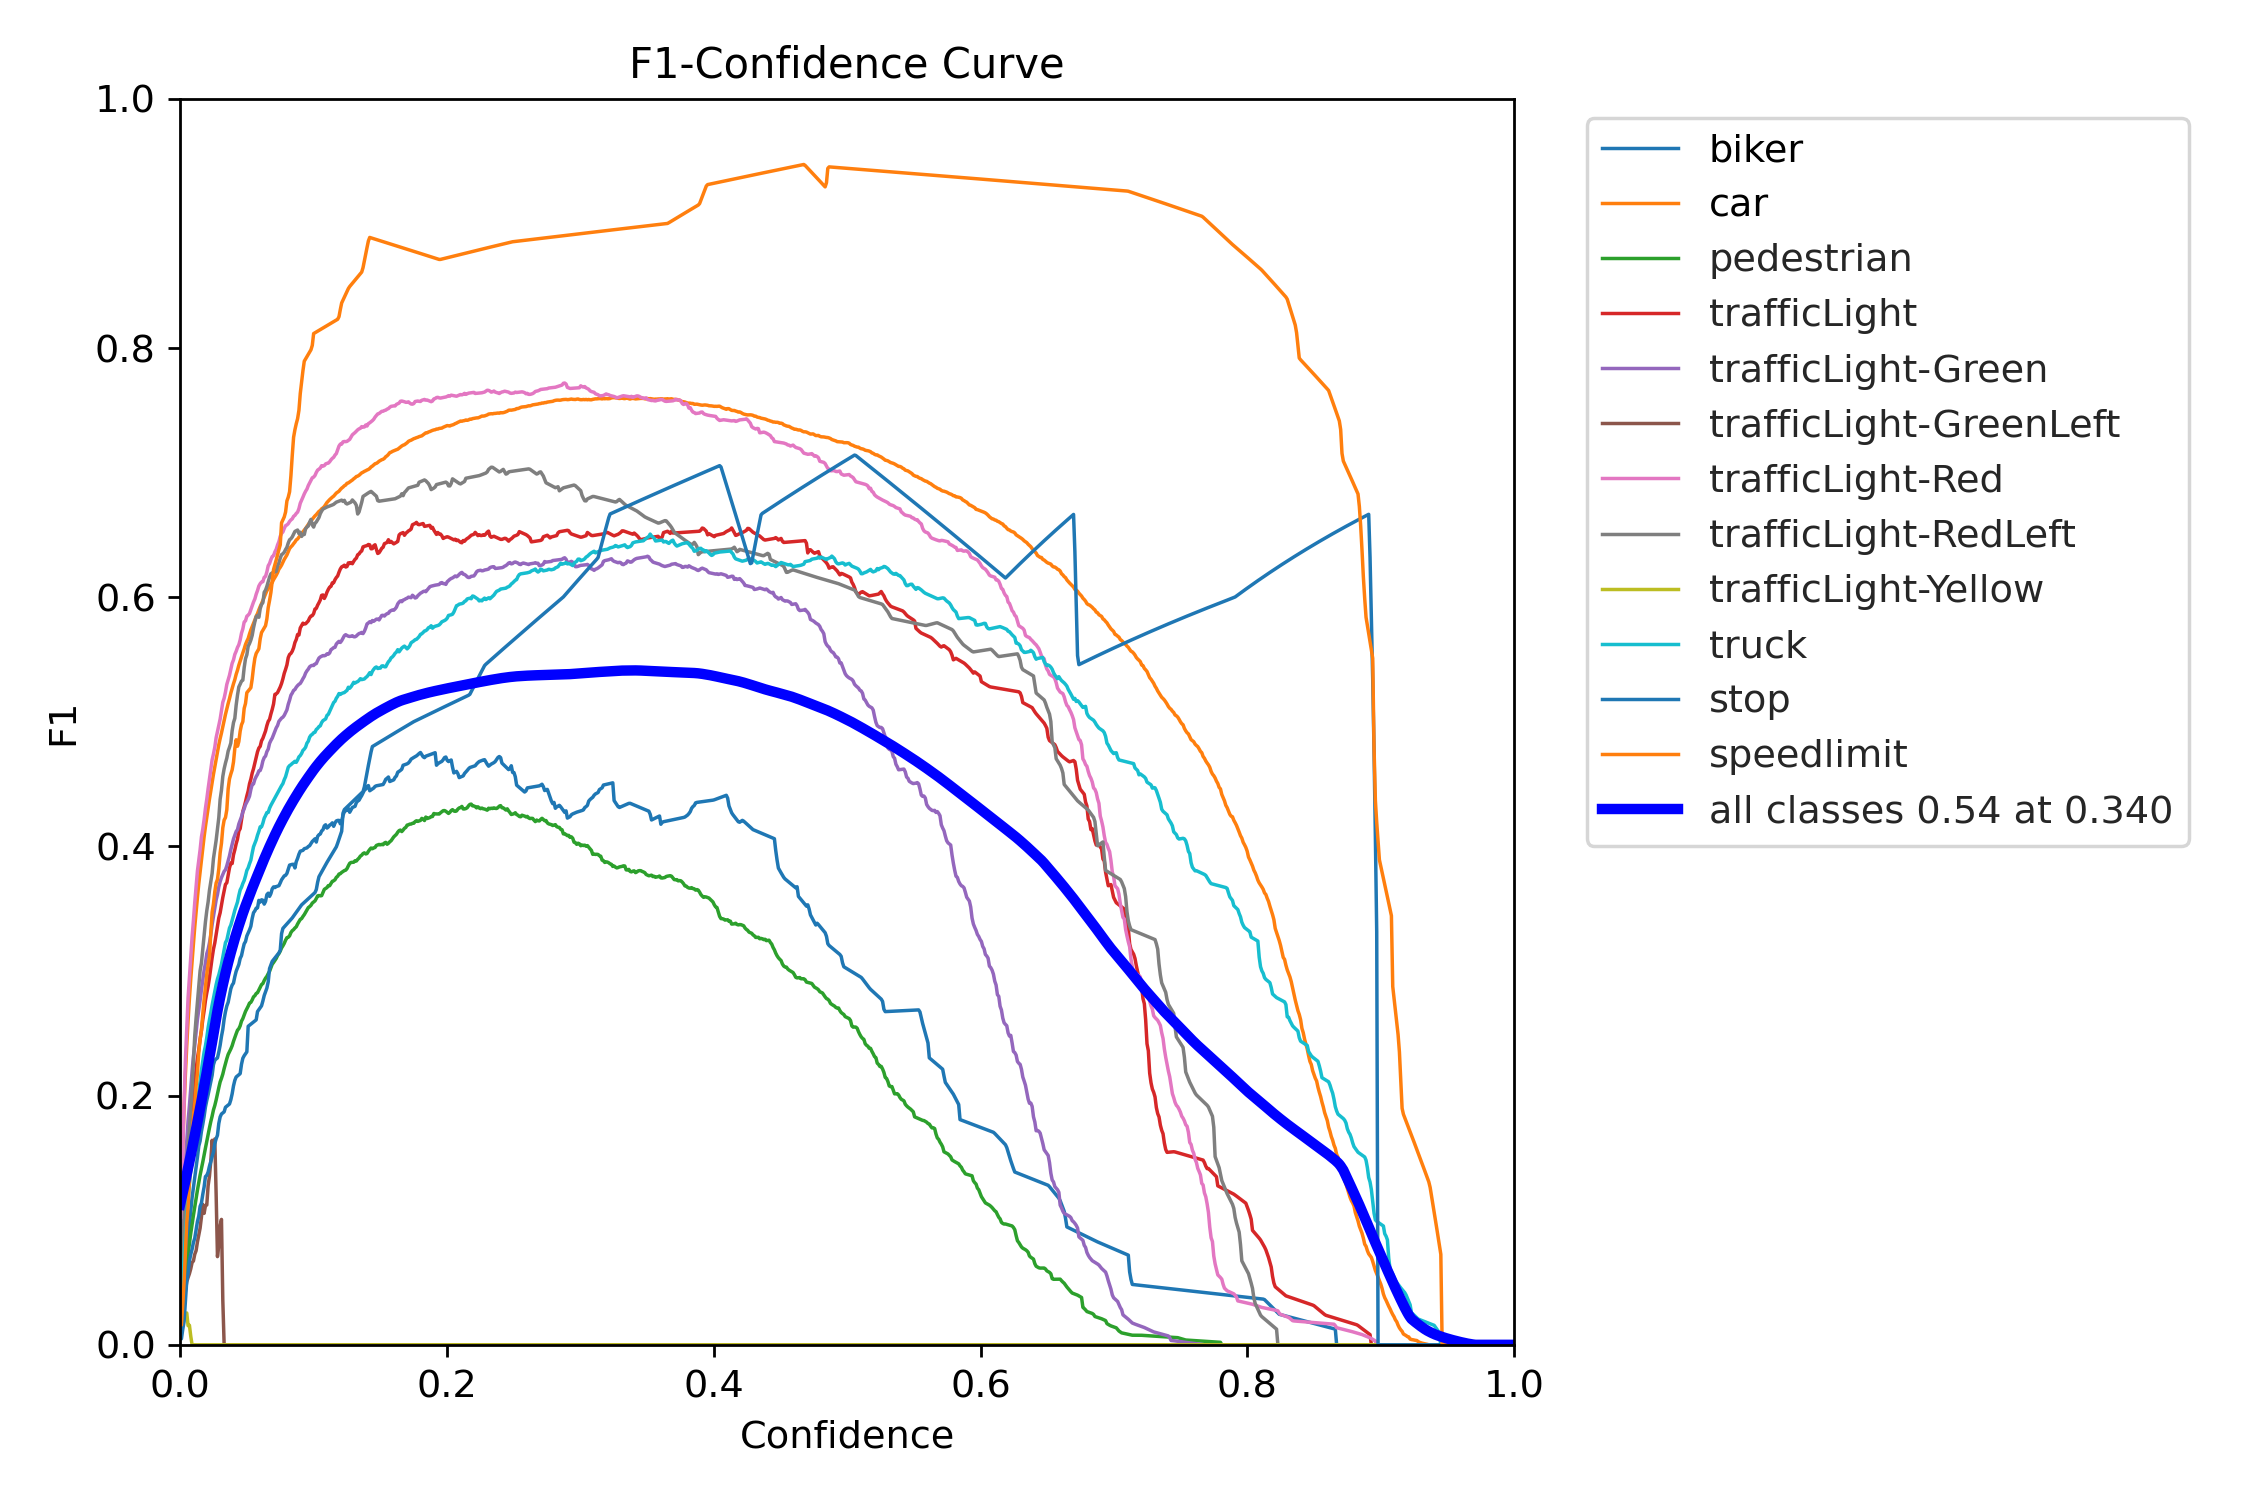 F1-Confidence Curve
1.0
0.8
0.6
0.4
0.2
0.0
F1
0.0 0.2 0.4 0.6 0.8 1.0
Confidence
biker
car
pedestrian
trafficLight
trafficLight-Green
trafficLight-GreenLeft
trafficLight-Red
trafficLight-RedLeft
trafficLight-Yellow
truck
stop
speedlimit
all classes 0.54 at 0.340